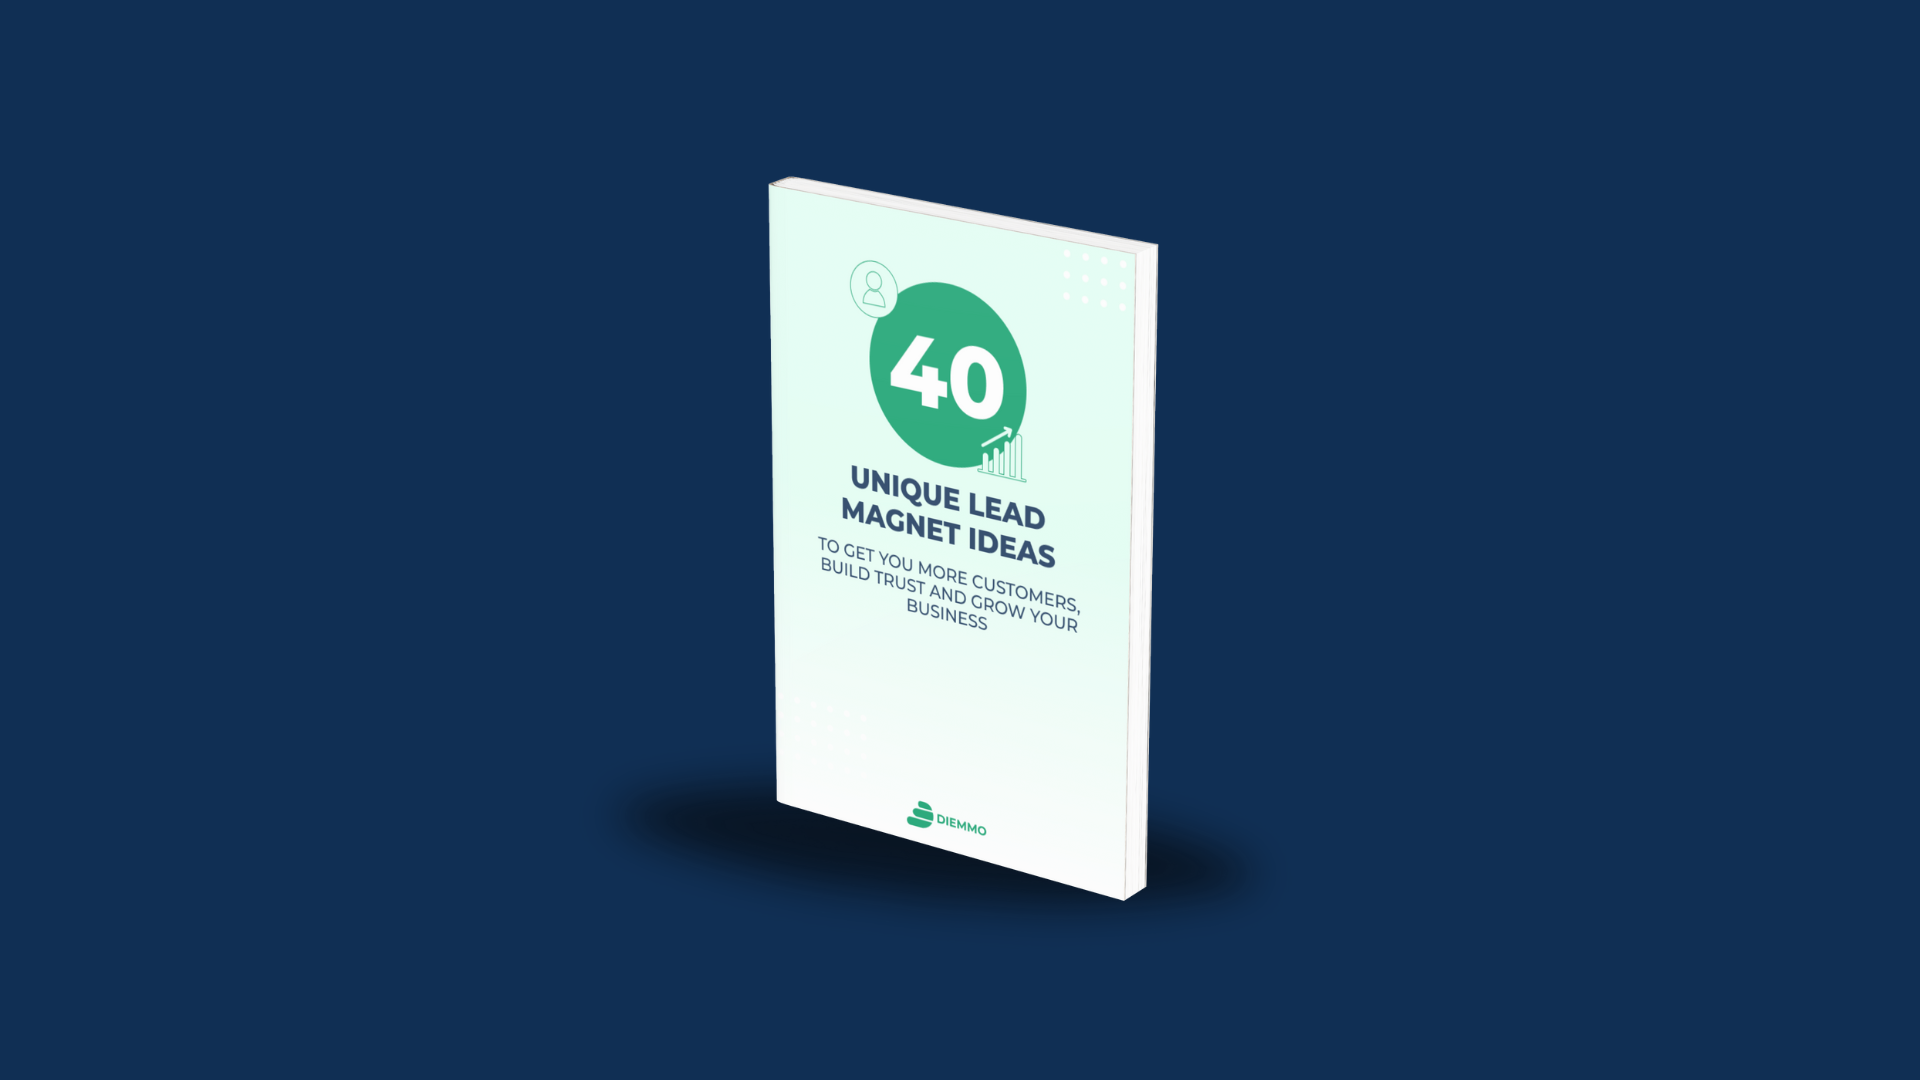 40
UNIQUE LEAD
MAGNET IDEAS
TO GET YOU MORE CUSTOMERS,
BUILD TRUST AND GROW YOUR
BUSINESS
DIEMMO